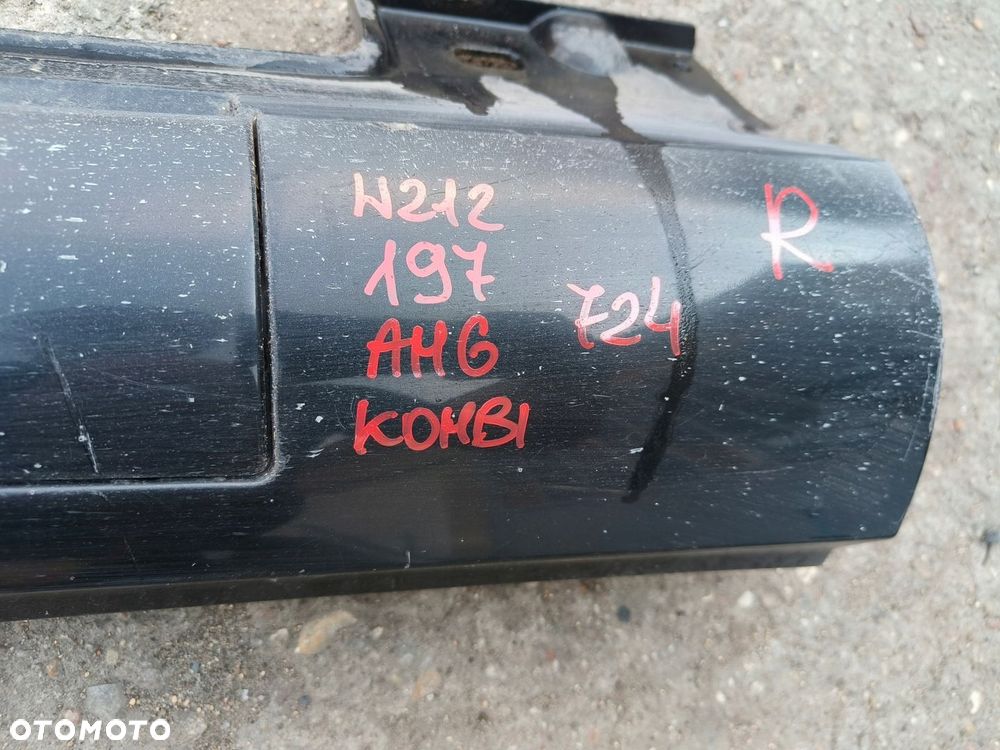 W212
197
AMG
KOMBI
724
R
OTOMOTO